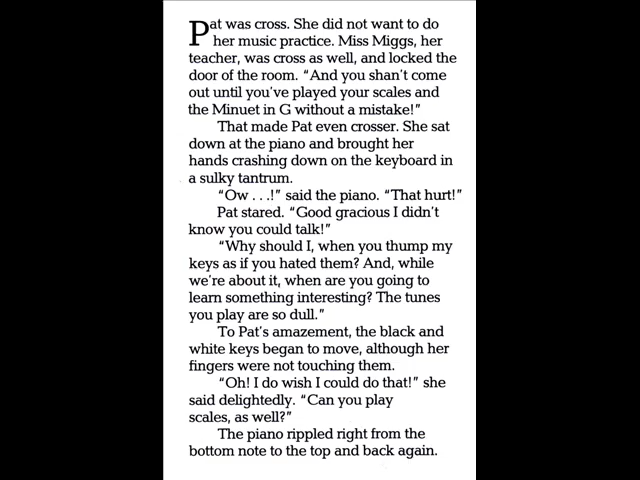 Pat was cross. She did not want to do
her music practice. Miss Miggs, her
teacher, was cross as well, and locked the
door of the room. “And you shan’t come
out until you’ve played your scales and
the Minuet in G without a mistake!”
That made Pat even crosser. She sat
down at the piano and brought her
hands crashing down on the keyboard in
a sulky tantrum.
“Ow . . .!” said the piano. “That hurt!”
Pat stared. “Good gracious I didn’t
know you could talk!”
“Why should I, when you thump my
keys as if you hated them? And, while
we’re about it, when are you going to
learn something interesting? The tunes
you play are so dull.”
To Pat’s amazement, the black and
white keys began to move, although her
fingers were not touching them.
“Oh! I do wish I could do that!” she
said delightedly. “Can you play
scales, as well?”
The piano rippled right from the
bottom note to the top and back again.